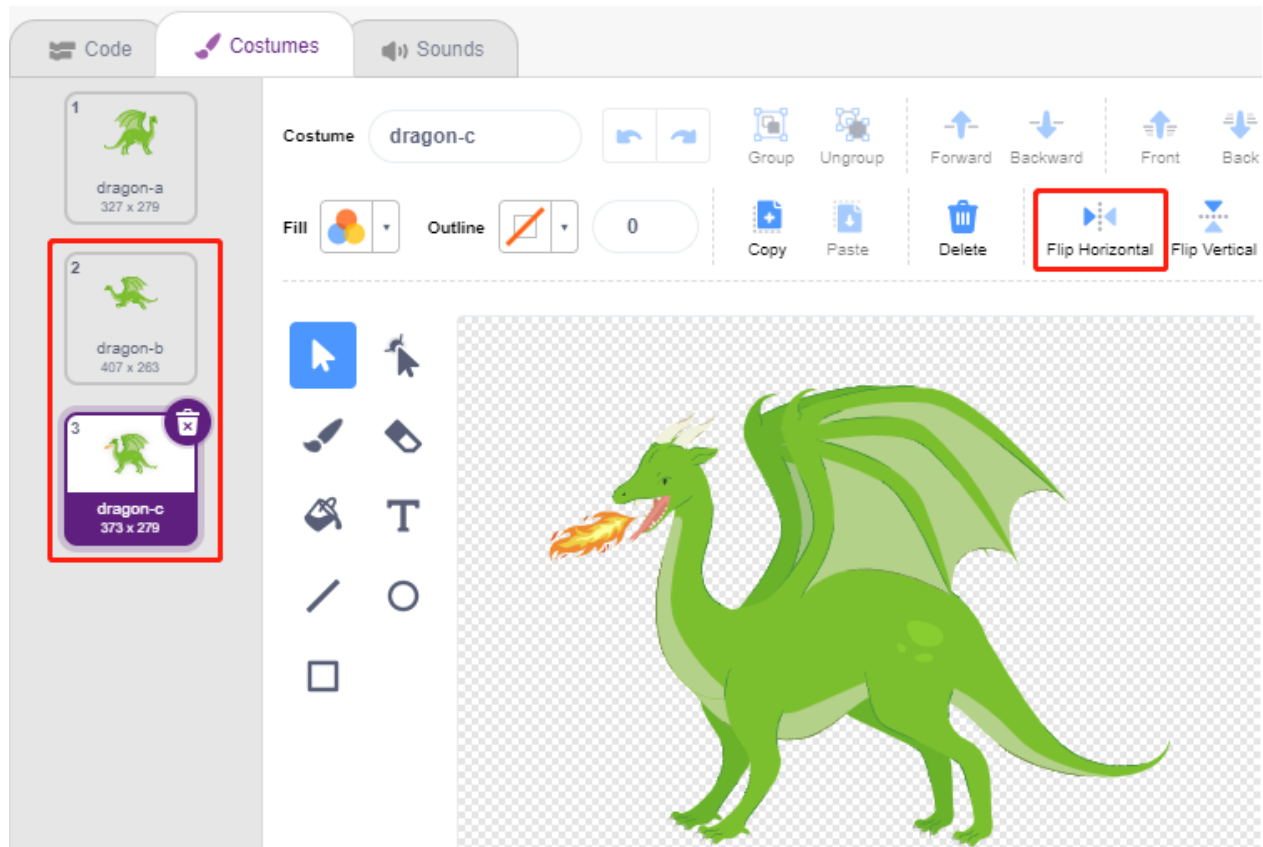 Code
Costumes
Sounds
1
dragon-a
327 x 279
2
dragon-b
407 x 263
3
dragon-c
373 x 279
Costume
dragon-c
Group
Ungroup
Forward
Backward
Front
Back
Fill
Outline
0
Copy
Paste
Delete
Flip Horizontal
Flip Vertical
T